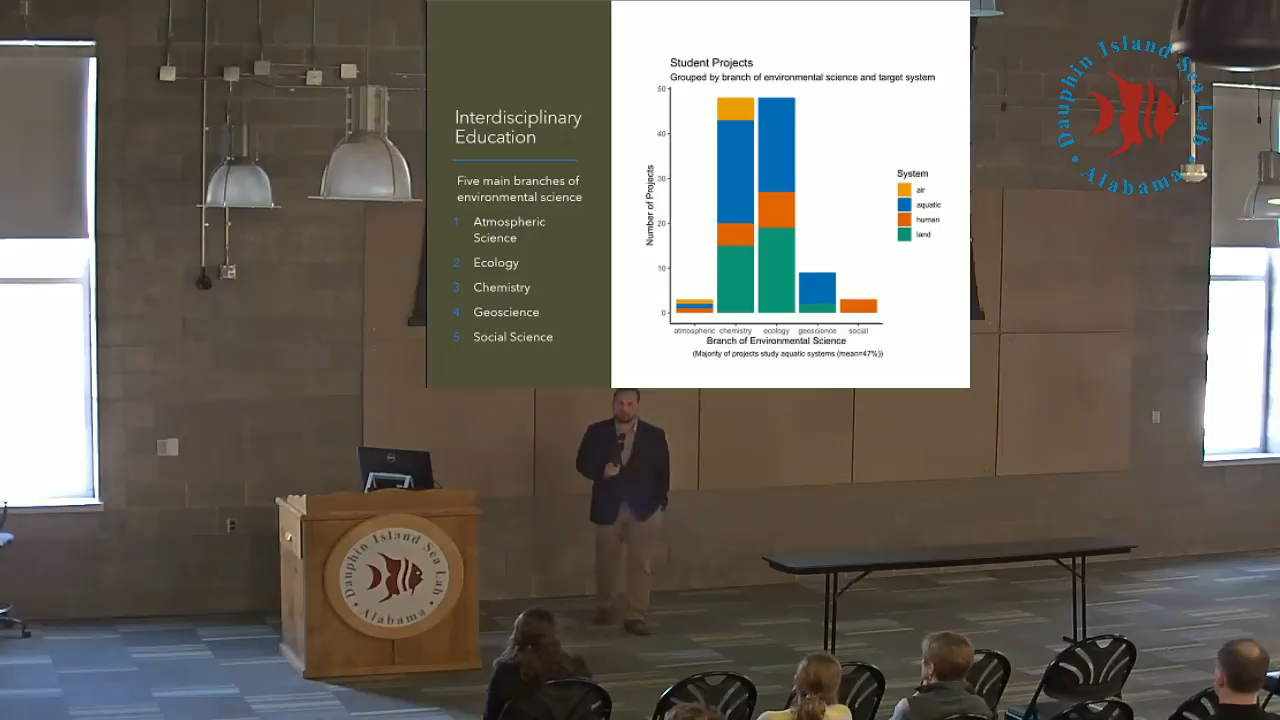 Interdisciplinary
Education
Five main branches of
environmental science
1 Atmospheric
Science
2 Ecology
3 Chemistry
4 Geoscience
5 Social Science
Student Projects
Grouped by branch of environmental science and target system
Number of Projects
50
40
30
20
10
0
atmospheric chemistry ecology geoscience social
Branch of Environmental Science
(Majority of projects study aquatic systems (mean=47%))
System
air
aquatic
human
land
Dauphin Island Sea Lab
Alabama
DELL
Dauphin Island Sea Lab
Alabama